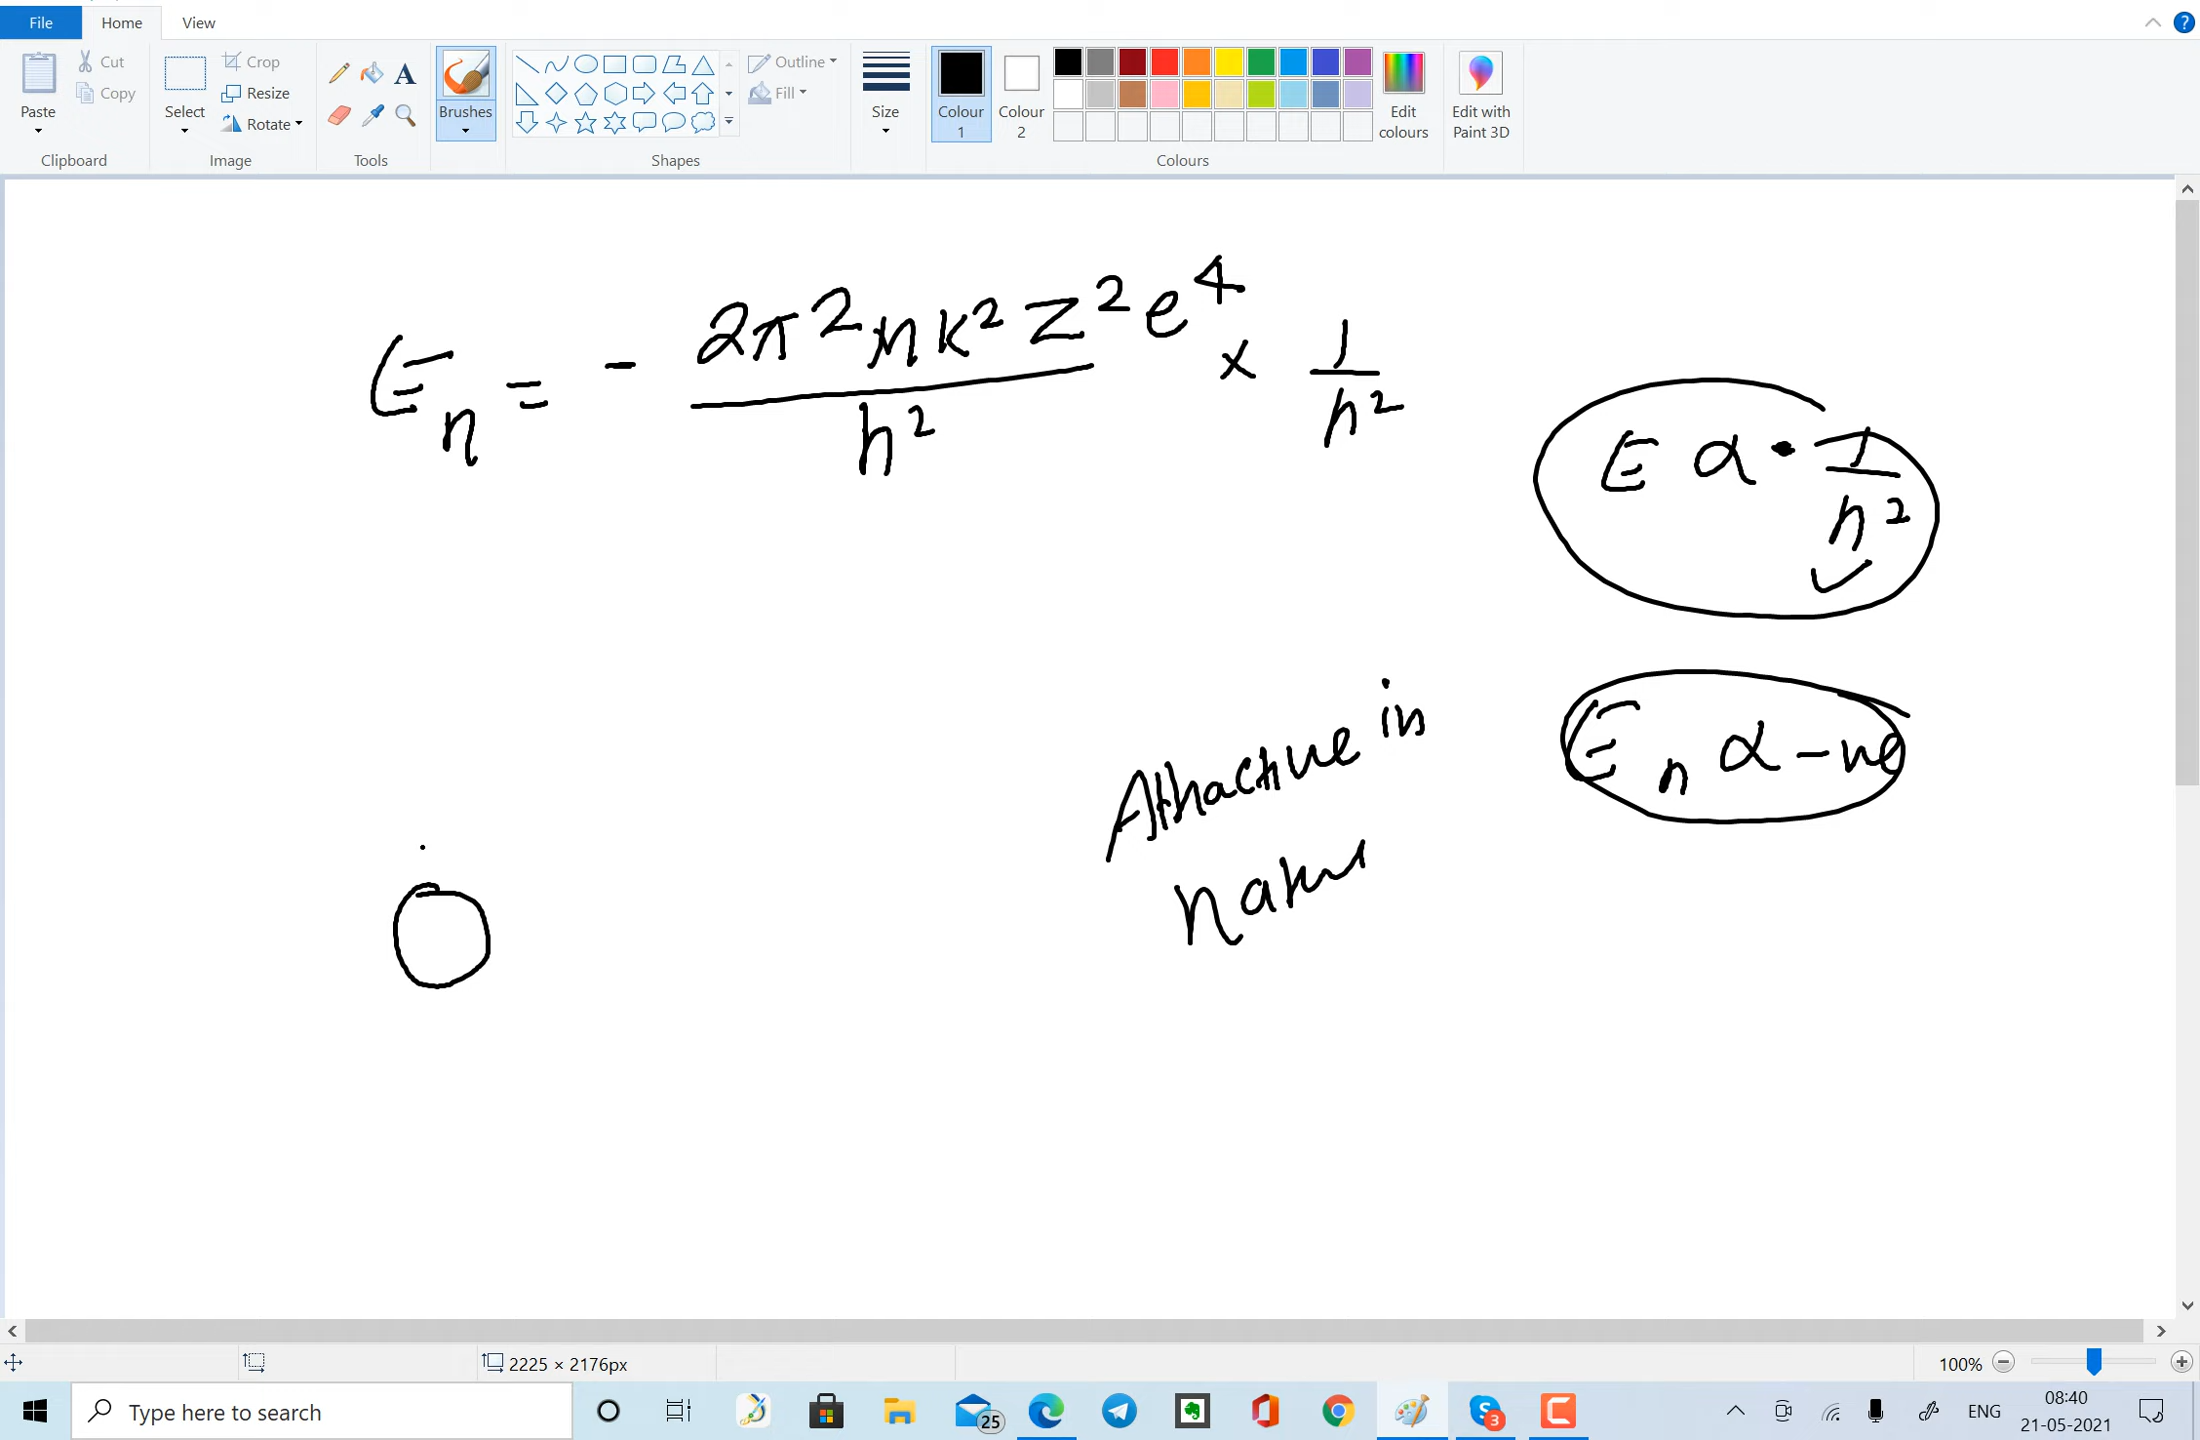 File Home View
Paste Cut Copy Select Crop Resize Rotate Brushes Outline Fill Size Colour 1 Colour 2 Edit colours Edit with Paint 3D
Clipboard Image Tools Shapes Colours
Eₙ = - 2π²mk²Z²e⁴ / h² × 1 / n²
E α 1 / n²
Eₙ α -ve
Attractive in
nature
2225 × 2176px
100%
Type here to search
25
3
ENG
08:40
21-05-2021